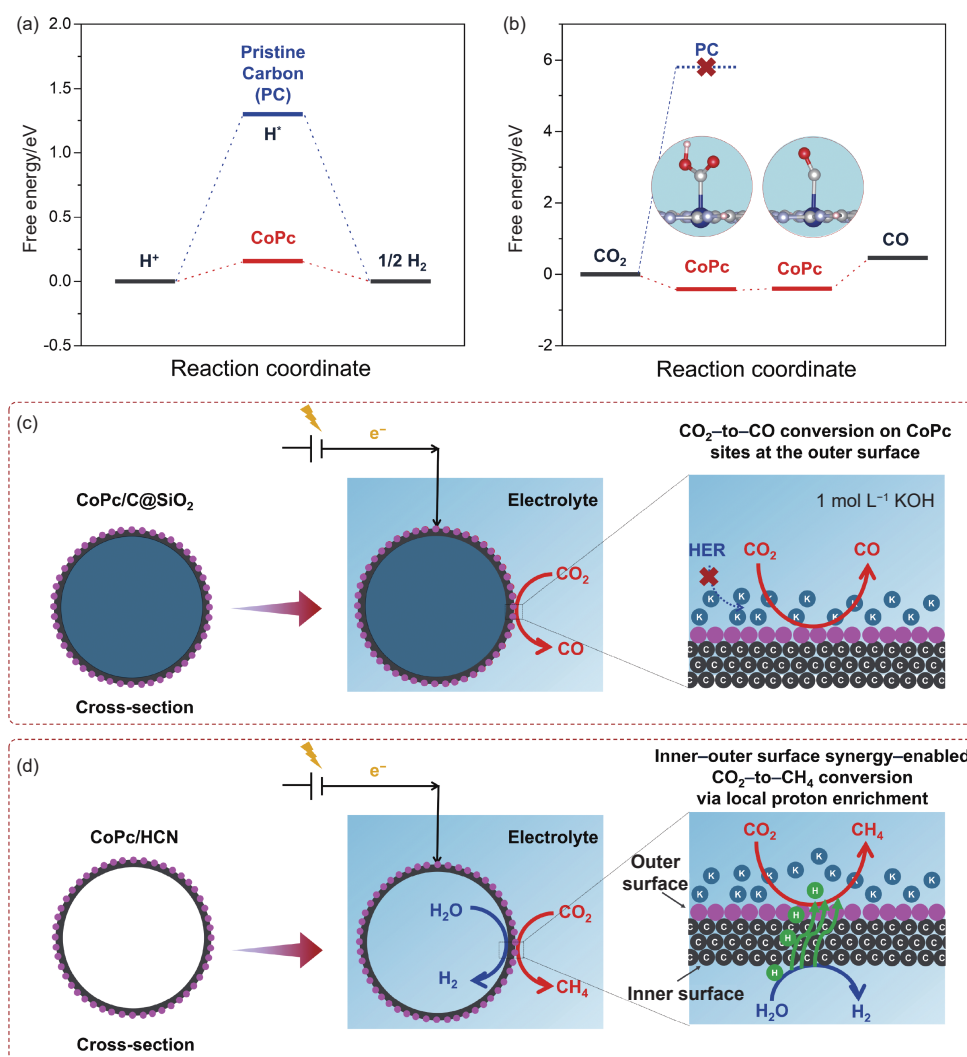 (a)
2.0
1.5
1.0
0.5
0.0
-0.5
Free energy/eV
Pristine
Carbon
(PC)
H*
CoPc
H⁺
1/2 H₂
Reaction coordinate
(b)
6
4
2
0
-2
Free energy/eV
PC
CO₂
CoPc
CoPc
CO
Reaction coordinate
(c)
e⁻
CoPc/C@SiO₂
Cross-section
Electrolyte
CO₂
CO
CO₂–to–CO conversion on CoPc
sites at the outer surface
1 mol L⁻¹ KOH
HER
CO₂
CO
K K K K K
K K K K K K
C C C C C C C C C C C C
C C C C C C C C C C C
C C C C C C C C C C C C
(d)
e⁻
CoPc/HCN
Cross-section
Electrolyte
H₂O
H₂
CO₂
CH₄
Inner–outer surface synergy–enabled
CO₂–to–CH₄ conversion
via local proton enrichment
CO₂
CH₄
Outer
surface
K K K K K K
K K K K K K
H
H
H
H
C C C C C C C C C C C
C C C C C C C C C C
C C C C C C C C C C C
Inner surface
H₂O
H₂